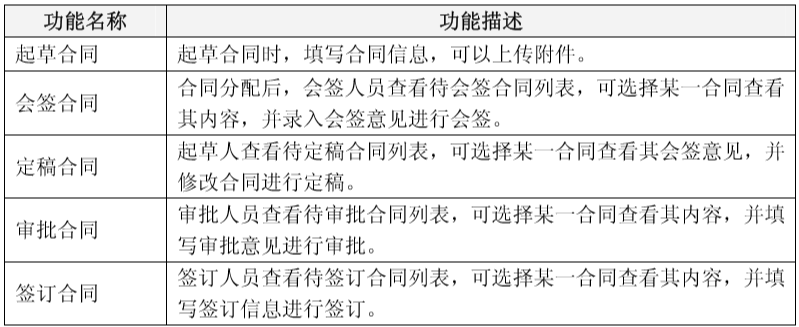 功能名称 功能描述
起草合同 起草合同时，填写合同信息，可以上传附件。
会签合同 合同分配后，会签人员查看待会签合同列表，可选择某一合同查看
其内容，并录入会签意见进行会签。
定稿合同 起草人查看待定稿合同列表，可选择某一合同查看其会签意见，并
修改合同进行定稿。
审批合同 审批人员查看待审批合同列表，可选择某一合同查看其内容，并填
写审批意见进行审批。
签订合同 签订人员查看待签订合同列表，可选择某一合同查看其内容，并填
写签订信息进行签订。